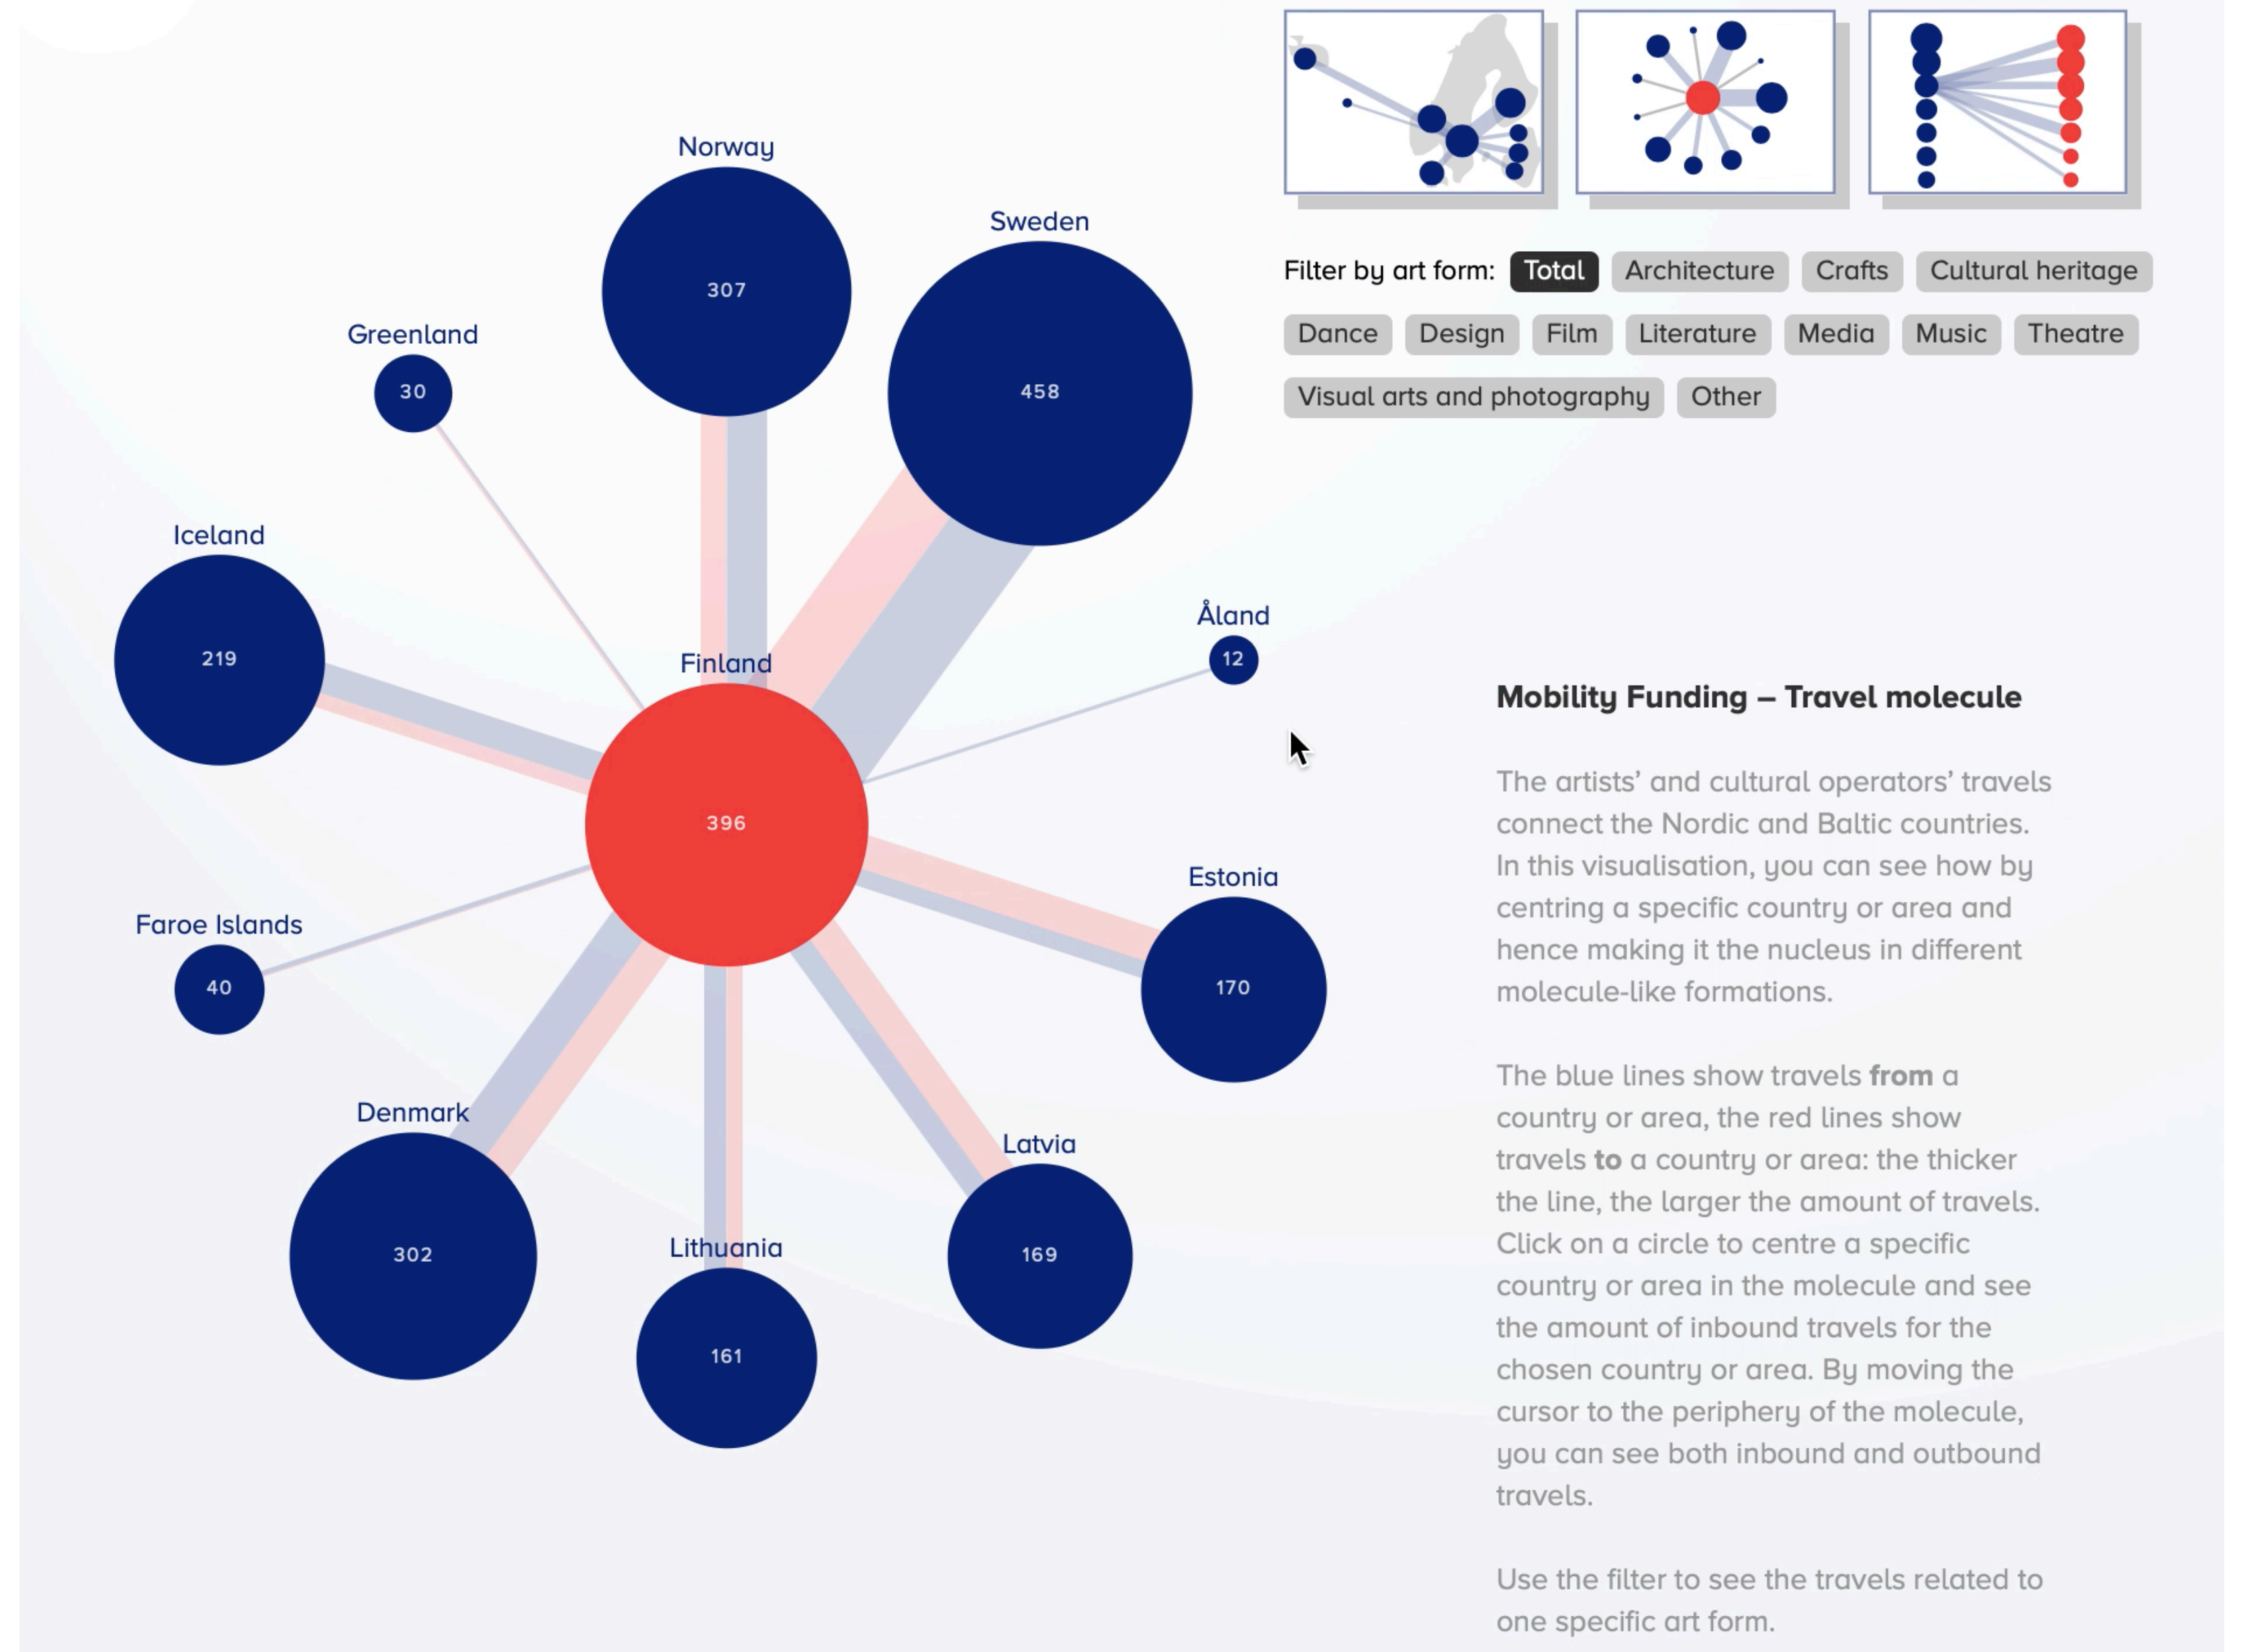 Norway
307
Sweden
458
Greenland
30
Iceland
219
Åland
12
Finland
396
Estonia
170
Faroe Islands
40
Denmark
302
Latvia
169
Lithuania
161
Filter by art form: Total Architecture Crafts Cultural heritage
Dance Design Film Literature Media Music Theatre
Visual arts and photography Other
Mobility Funding – Travel molecule
The artists’ and cultural operators’ travels
connect the Nordic and Baltic countries.
In this visualisation, you can see how by
centring a specific country or area and
hence making it the nucleus in different
molecule-like formations.
The blue lines show travels from a
country or area, the red lines show
travels to a country or area: the thicker
the line, the larger the amount of travels.
Click on a circle to centre a specific
country or area in the molecule and see
the amount of inbound travels for the
chosen country or area. By moving the
cursor to the periphery of the molecule,
you can see both inbound and outbound
travels.
Use the filter to see the travels related to
one specific art form.